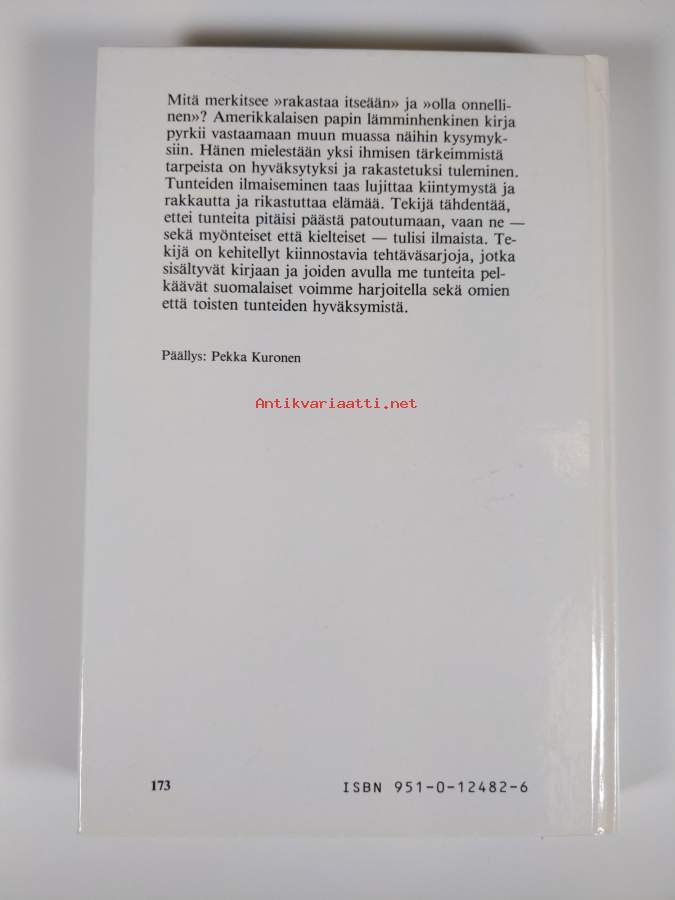 Mitä merkitsee »rakastaa itseään» ja »olla onnelli-
nen»? Amerikkalaisen papin lämminhenkinen kirja
pyrkii vastaamaan muun muassa näihin kysymyk-
siin. Hänen mielestään yksi ihmisen tärkeimmistä
tarpeista on hyväksytyksi ja rakastetuksi tuleminen.
Tunteiden ilmaiseminen taas lujittaa kiintymystä ja
rakkautta ja rikastuttaa elämää. Tekijä tähdentää,
ettei tunteita pitäisi päästä patoutumaan, vaan ne —
sekä myönteiset että kielteiset — tulisi ilmaista. Te-
kijä on kehitellyt kiinnostavia tehtäväsarjoja, jotka
sisältyvät kirjaan ja joiden avulla me tunteita pel-
käävät suomalaiset voimme harjoitella sekä omien
että toisten tunteiden hyväksymistä.
Päällys: Pekka Kuronen
Antikvariaatti.net
173 ISBN 951-0-12482-6